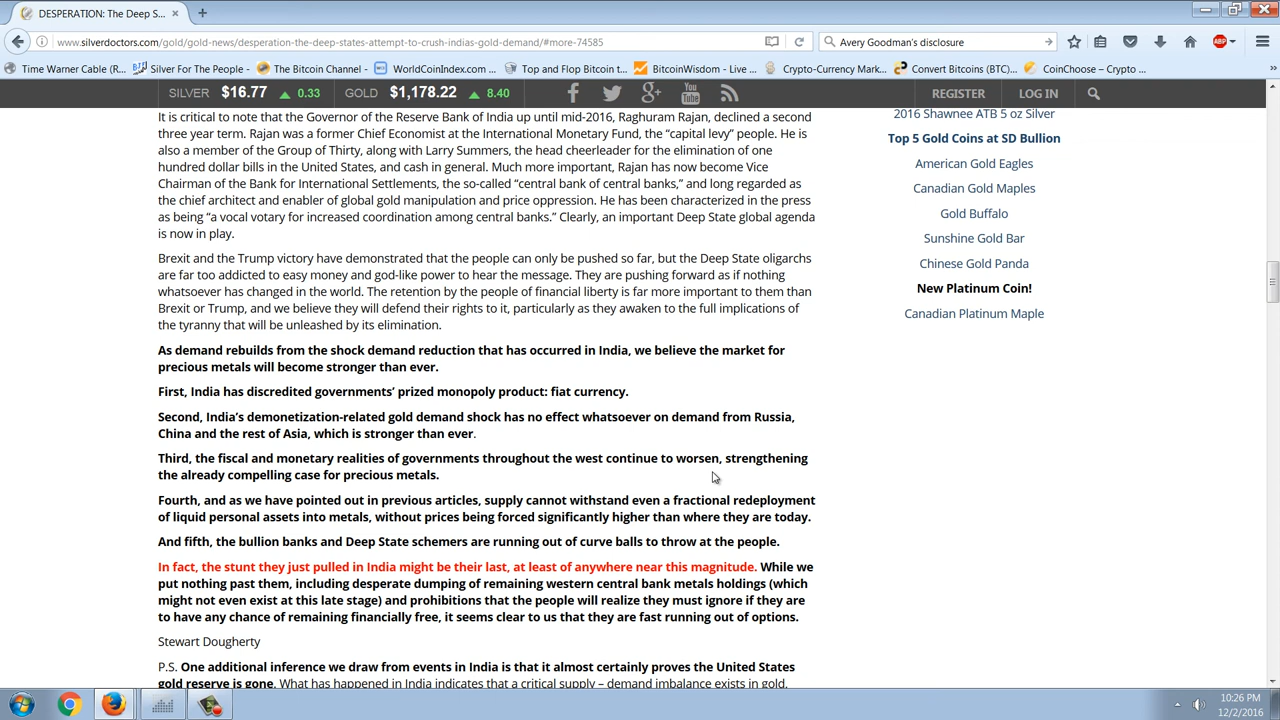 DESPERATION: The Deep S...
www.silverdoctors.com/gold/gold-news/desperation-the-deep-states-attempt-to-crush-indias-gold-demand/#more-74585
Avery Goodman's disclosure
ABP
Time Warner Cable (R...
Silver For The People - ...
The Bitcoin Channel - ...
WorldCoinIndex.com - ...
Top and Flop Bitcoin t...
BitcoinWisdom - Live ...
Crypto-Currency Mark...
Convert Bitcoins (BTC)...
CoinChoose – Crypto ...
SILVER $16.77 0.33 GOLD $1,178.22 8.40
REGISTER LOG IN
It is critical to note that the Governor of the Reserve Bank of India up until mid-2016, Raghuram Rajan, declined a second
three year term. Rajan was a former Chief Economist at the International Monetary Fund, the “capital levy” people. He is
also a member of the Group of Thirty, along with Larry Summers, the head cheerleader for the elimination of one
hundred dollar bills in the United States, and cash in general. Much more important, Rajan has now become Vice
Chairman of the Bank for International Settlements, the so-called “central bank of central banks,” and long regarded as
the chief architect and enabler of global gold manipulation and price oppression. He has been characterized in the press
as being “a vocal votary for increased coordination among central banks.” Clearly, an important Deep State global agenda
is now in play.
Brexit and the Trump victory have demonstrated that the people can only be pushed so far, but the Deep State oligarchs
are far too addicted to easy money and god-like power to hear the message. They are pushing forward as if nothing
whatsoever has changed in the world. The retention by the people of financial liberty is far more important to them than
Brexit or Trump, and we believe they will defend their rights to it, particularly as they awaken to the full implications of
the tyranny that will be unleashed by its elimination.
As demand rebuilds from the shock demand reduction that has occurred in India, we believe the market for
precious metals will become stronger than ever.
First, India has discredited governments’ prized monopoly product: fiat currency.
Second, India’s demonetization-related gold demand shock has no effect whatsoever on demand from Russia,
China and the rest of Asia, which is stronger than ever.
Third, the fiscal and monetary realities of governments throughout the west continue to worsen, strengthening
the already compelling case for precious metals.
Fourth, and as we have pointed out in previous articles, supply cannot withstand even a fractional redeployment
of liquid personal assets into metals, without prices being forced significantly higher than where they are today.
And fifth, the bullion banks and Deep State schemers are running out of curve balls to throw at the people.
In fact, the stunt they just pulled in India might be their last, at least of anywhere near this magnitude. While we
put nothing past them, including desperate dumping of remaining western central bank metals holdings (which
might not even exist at this late stage) and prohibitions that the people will realize they must ignore if they are
to have any chance of remaining financially free, it seems clear to us that they are fast running out of options.
Stewart Dougherty
P.S. One additional inference we draw from events in India is that it almost certainly proves the United States
gold reserve is gone. What has happened in India indicates that a critical supply – demand imbalance exists in gold,
2016 Shawnee ATB 5 oz Silver
Top 5 Gold Coins at SD Bullion
American Gold Eagles
Canadian Gold Maples
Gold Buffalo
Sunshine Gold Bar
Chinese Gold Panda
New Platinum Coin!
Canadian Platinum Maple
10:26 PM
12/2/2016